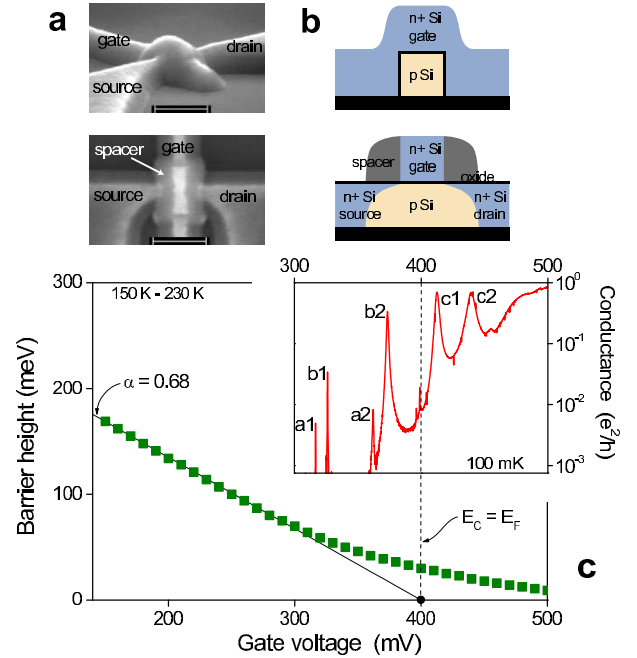 a
gate
drain
source
gate
spacer
source
drain
b
n+ Si
gate
p Si
spacer
n+ Si
gate
oxide
n+ Si
source
p Si
n+ Si
drain
300 400 500
300
200
100
0
Barrier height (meV)
150 K - 230 K
α = 0.68
a1
b1
a2
b2
c1
c2
100 mK
10^0
10^-1
10^-2
10^-3
Conductance (e^2/h)
E_C = E_F
c
200 300 400 500
Gate voltage (mV)